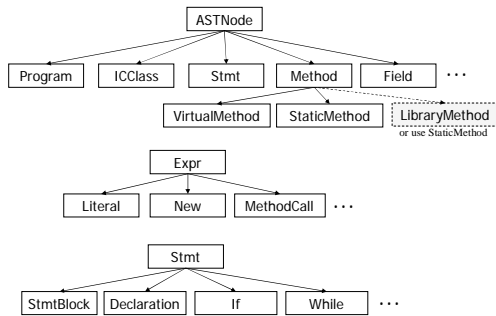 ASTNode
Program ICClass Stmt Method Field ...
VirtualMethod StaticMethod LibraryMethod
or use StaticMethod
Expr
Literal New MethodCall ...
Stmt
StmtBlock Declaration If While ...